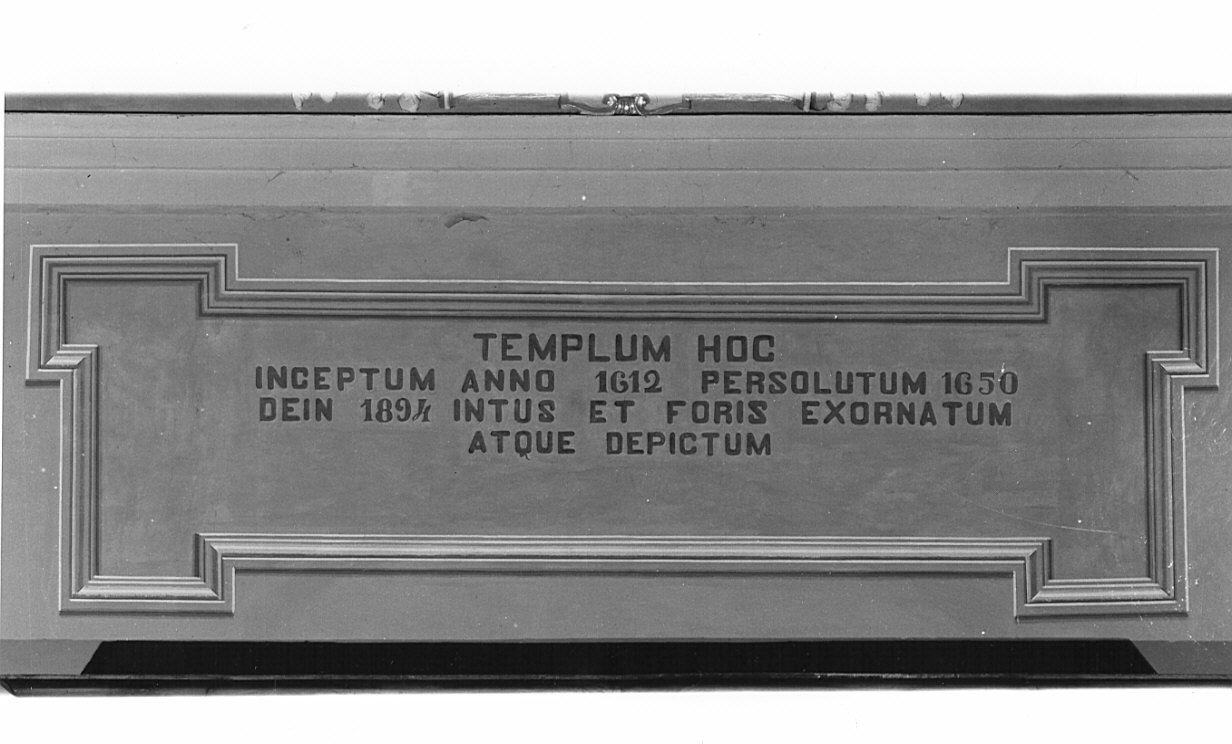 TEMPLUM HOC
INCEPTUM ANNO 1612 PERSOLUTUM 1650
DEIN 1894 INTUS ET FORIS EXORNATUM
ATQUE DEPICTUM